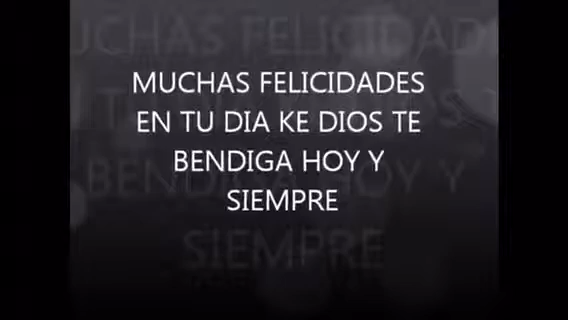 MUCHAS FELICIDADES
EN TU DIA KE DIOS TE
BENDIGA HOY Y
SIEMPRE